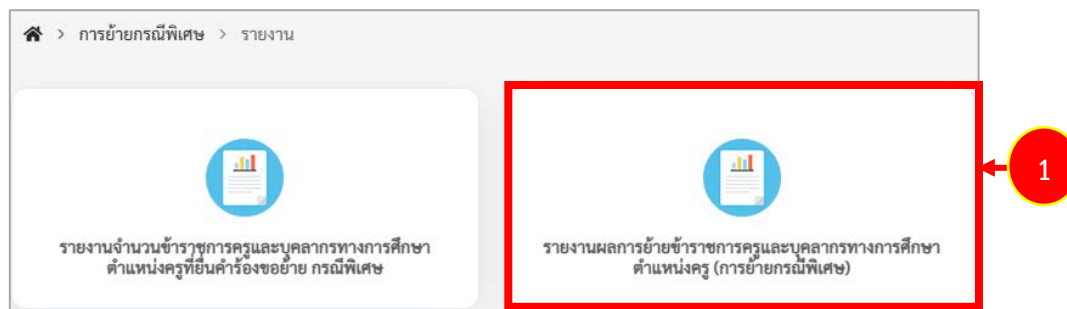 > การย้ายกรณีพิเศษ > รายงาน
รายงานจำนวนข้าราชการครูและบุคลากรทางการศึกษา
ตำแหน่งครูที่ยื่นคำร้องขอย้าย กรณีพิเศษ
รายงานผลการย้ายข้าราชการครูและบุคลากรทางการศึกษา
ตำแหน่งครู (การย้ายกรณีพิเศษ)
1